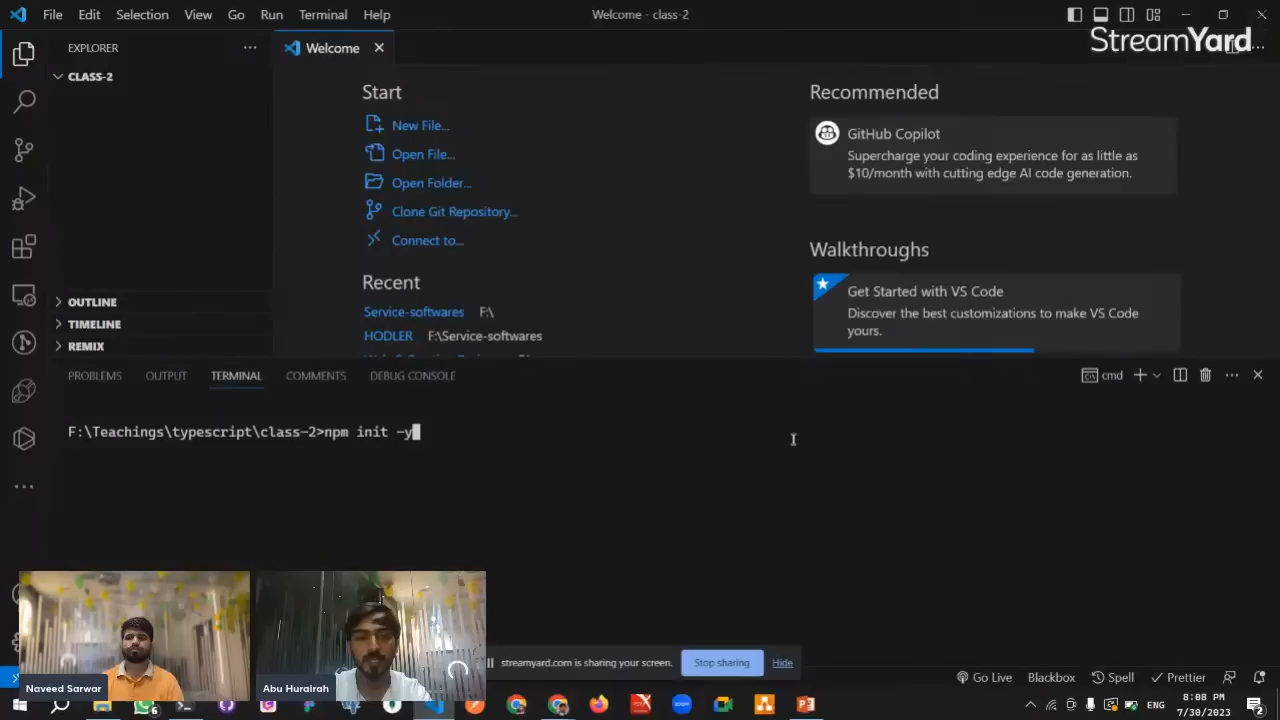 File Edit Selection View Go Run Terminal Help
Welcome - class-2
StreamYard
EXPLORER
Welcome
CLASS-2
Start
New File...
Open File...
Open Folder...
Clone Git Repository...
Connect to...
Recent
Service-softwares F:\
HODLER F:\Service-softwares
Recommended
GitHub Copilot
Supercharge your coding experience for as little as
$10/month with cutting edge AI code generation.
Walkthroughs
Get Started with VS Code
Discover the best customizations to make VS Code
yours.
OUTLINE
TIMELINE
REMIX
PROBLEMS OUTPUT TERMINAL COMMENTS DEBUG CONSOLE
cmd
F:\Teachings\typescript\class-2>npm init -y
Naveed Sarwar
Abu Hurairah
streamyard.com is sharing your screen.
Stop sharing
Hide
Go Live Blackbox Spell Prettier
ENG
8:08 PM
7/30/2023